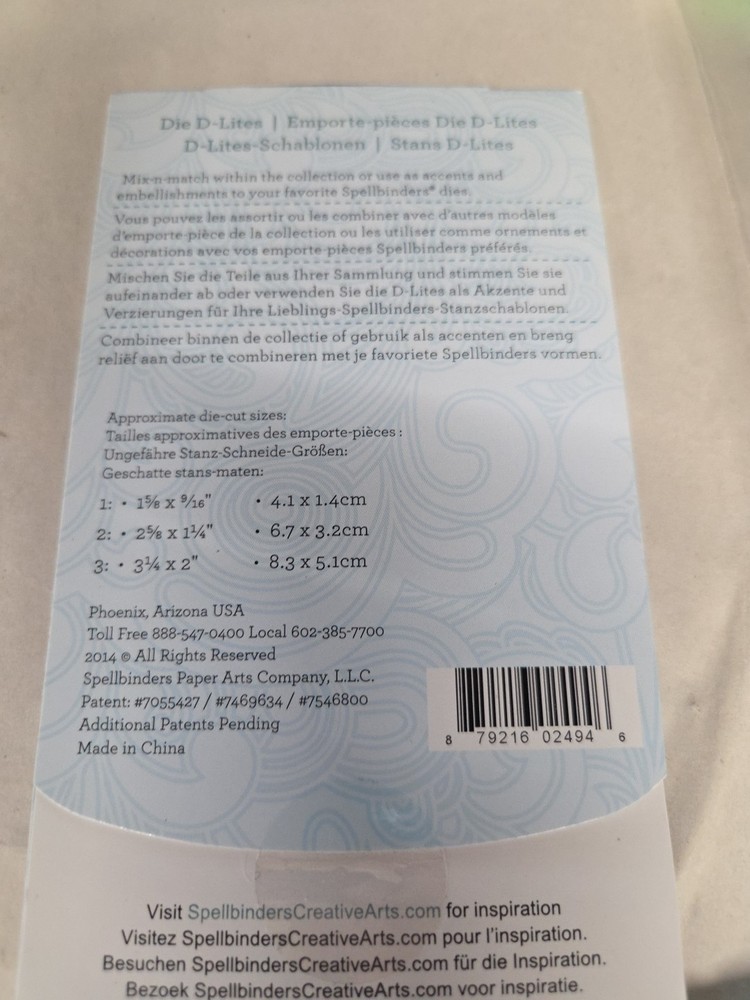 Die D-Lites | Emporte-pièces Die D-Lites
D-Lites-Schablonen | Stans D-Lites
Mix-n-match within the collection or use as accents and
embellishments to your favorite Spellbinders® dies.
Vous pouvez les assortir ou les combiner avec d'autres modèles
d'emporte-pièce de la collection ou les utiliser comme ornements et
décorations avec vos emporte-pièces Spellbinders préférés.
Mischen Sie die Teile aus Ihrer Sammlung und stimmen Sie sie
aufeinander ab oder verwenden Sie die D-Lites als Akzente und
Verzierungen für Ihre Lieblings-Spellbinders-Stanzschablonen.
Combineer binnen de collectie of gebruik als accenten en breng
reliëf aan door te combineren met je favoriete Spellbinders vormen.
Approximate die-cut sizes:
Tailles approximatives des emporte-pièces :
Ungefähre Stanz-Schneide-Größen:
Geschatte stans-maten:
1: • 1⅝ x 9/16" • 4.1 x 1.4cm
2: • 2⅝ x 1¼" • 6.7 x 3.2cm
3: • 3¼ x 2" • 8.3 x 5.1cm
Phoenix, Arizona USA
Toll Free 888-547-0400 Local 602-385-7700
2014 © All Rights Reserved
Spellbinders Paper Arts Company, L.L.C.
Patent: #7055427 / #7469634 / #7546800
Additional Patents Pending
Made in China
8 79216 02494 6
Visit SpellbindersCreativeArts.com for inspiration
Visitez SpellbindersCreativeArts.com pour l'inspiration.
Besuchen SpellbindersCreativeArts.com für die Inspiration.
Bezoek SpellbindersCreativeArts.com voor inspiratie.